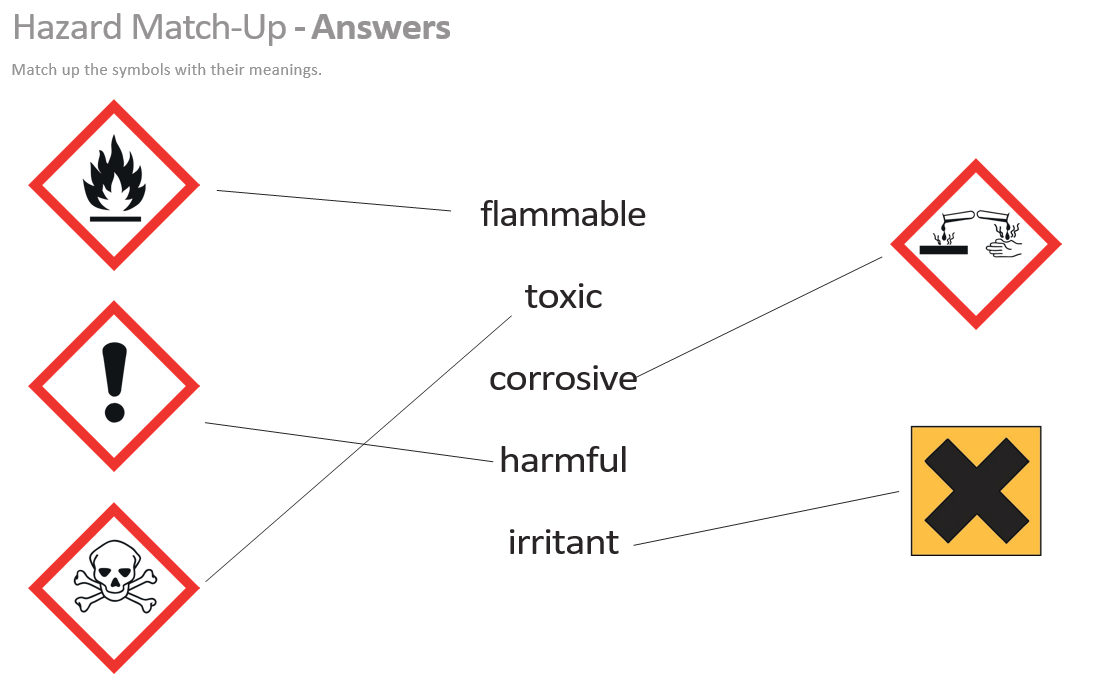 Hazard Match-Up - Answers
Match up the symbols with their meanings.
flammable
toxic
corrosive
harmful
irritant